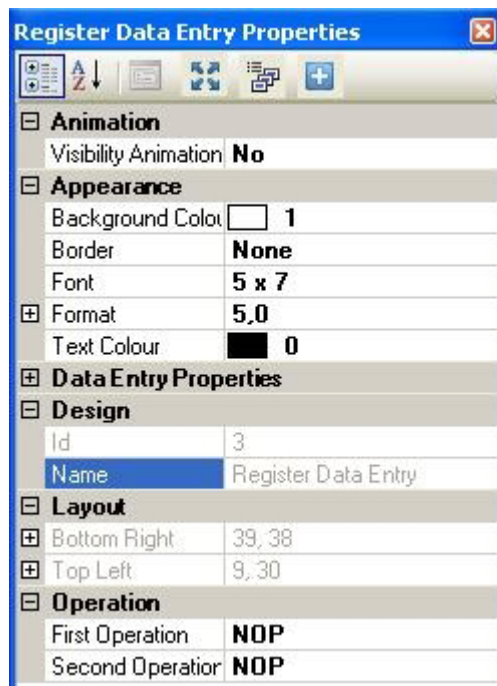 Register Data Entry Properties
Animation
Visibility Animation No
Appearance
Background Colou 1
Border None
Font 5 x 7
Format 5,0
Text Colour 0
Data Entry Properties
Design
Id 3
Name Register Data Entry
Layout
Bottom Right 39, 38
Top Left 9, 30
Operation
First Operation NOP
Second Operation NOP